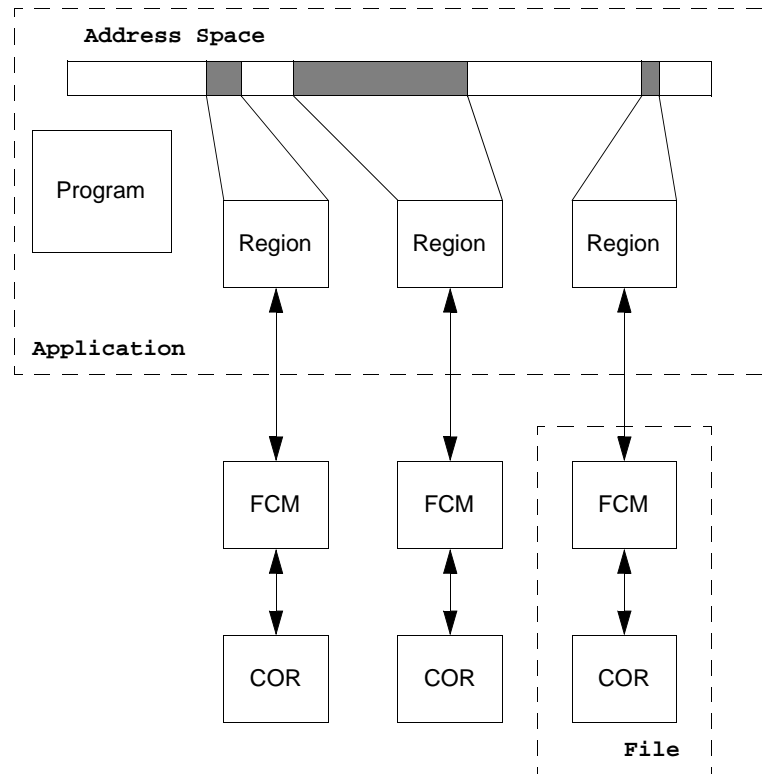 Address Space
Program
Region
Region
Region
Application
FCM
FCM
FCM
COR
COR
COR
File